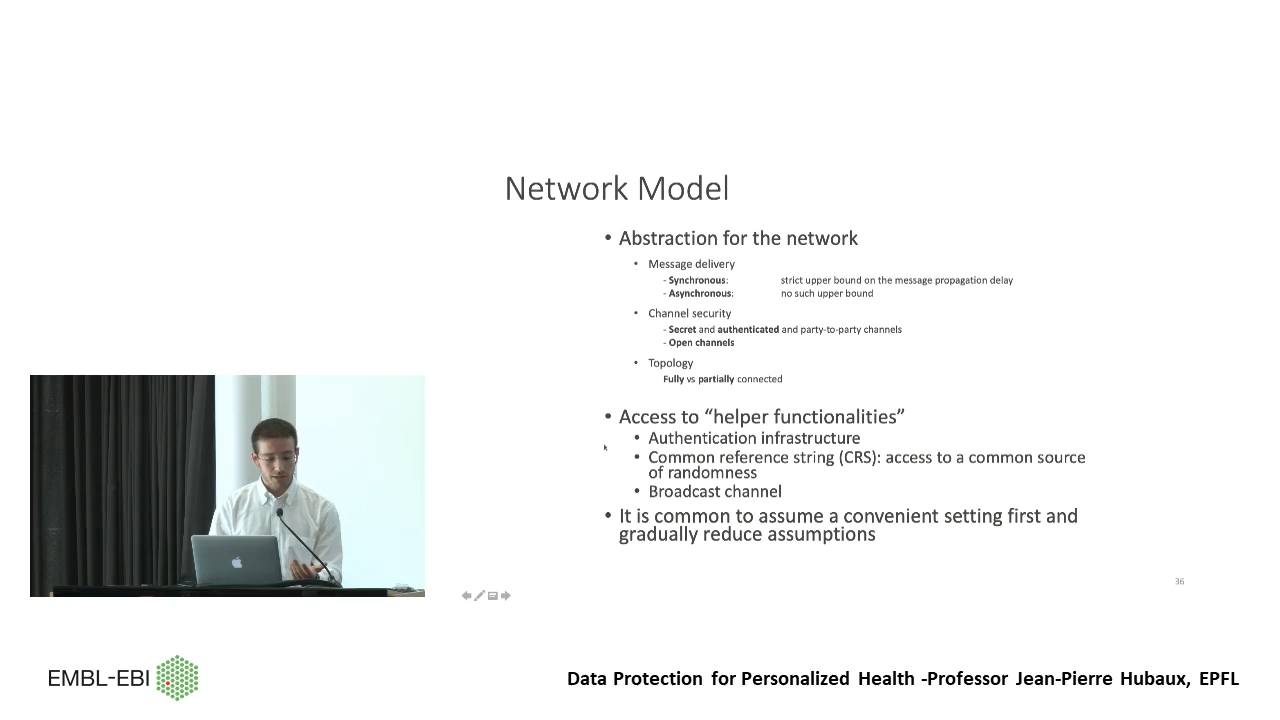 Network Model
• Abstraction for the network
• Message delivery
- Synchronous: strict upper bound on the message propagation delay
- Asynchronous: no such upper bound
• Channel security
- Secret and authenticated and party-to-party channels
- Open channels
• Topology
Fully vs partially connected
• Access to “helper functionalities”
• Authentication infrastructure
• Common reference string (CRS): access to a common source
of randomness
• Broadcast channel
• It is common to assume a convenient setting first and
gradually reduce assumptions
36
EMBL-EBI
Data Protection for Personalized Health -Professor Jean-Pierre Hubaux, EPFL